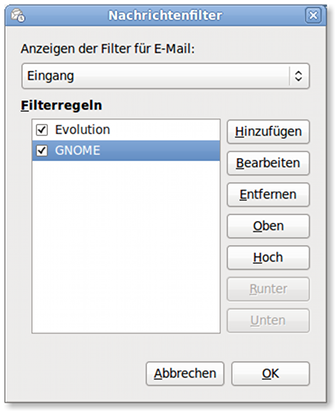 Nachrichtenfilter
Anzeigen der Filter für E-Mail:
Eingang
Filterregeln
Evolution
GNOME
Hinzufügen
Bearbeiten
Entfernen
Oben
Hoch
Runter
Unten
Abbrechen
OK